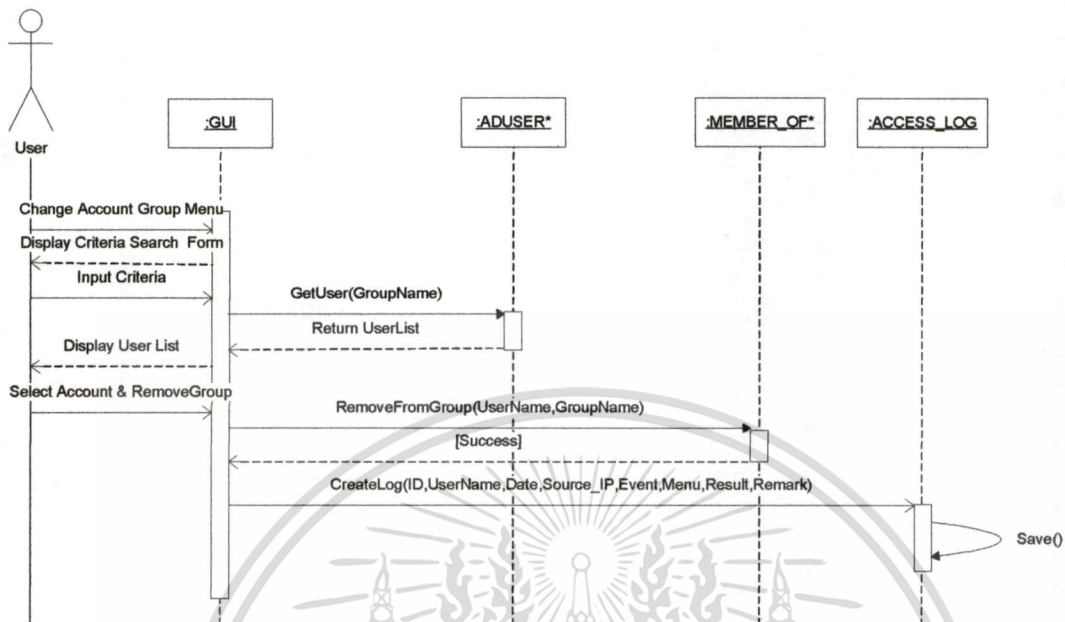 :GUI
:ADUSER*
:MEMBER_OF*
:ACCESS_LOG
User
Change Account Group Menu
Display Criteria Search Form
Input Criteria
GetUser(GroupName)
Return UserList
Display User List
Select Account & RemoveGroup
RemoveFromGroup(UserName,GroupName)
[Success]
CreateLog(ID,UserName,Date,Source_IP,Event,Menu,Result,Remark)
Save()